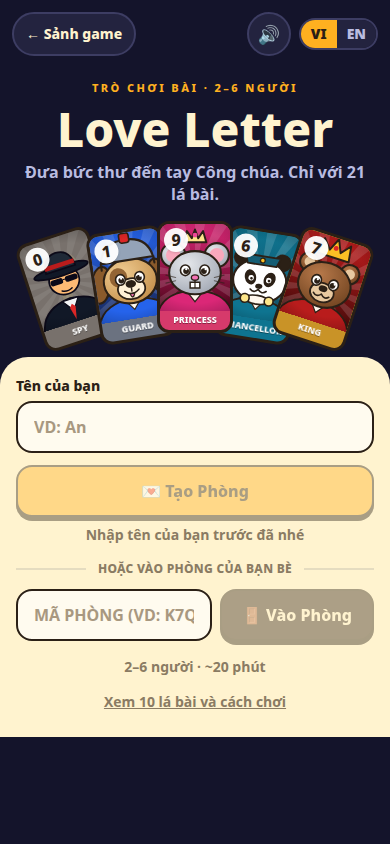 ← Sảnh game
VI
EN
TRÒ CHƠI BÀI · 2–6 NGƯỜI
Love Letter
Đưa bức thư đến tay Công chúa. Chỉ với 21
lá bài.
0
SPY
1
GUARD
9
PRINCESS
6
HANCELLO
7
KING
Tên của bạn
VD: An
💌 Tạo Phòng
Nhập tên của bạn trước đã nhé
HOẶC VÀO PHÒNG CỦA BẠN BÈ
MÃ PHÒNG (VD: K7Q
🚪 Vào Phòng
2–6 người · ~20 phút
Xem 10 lá bài và cách chơi